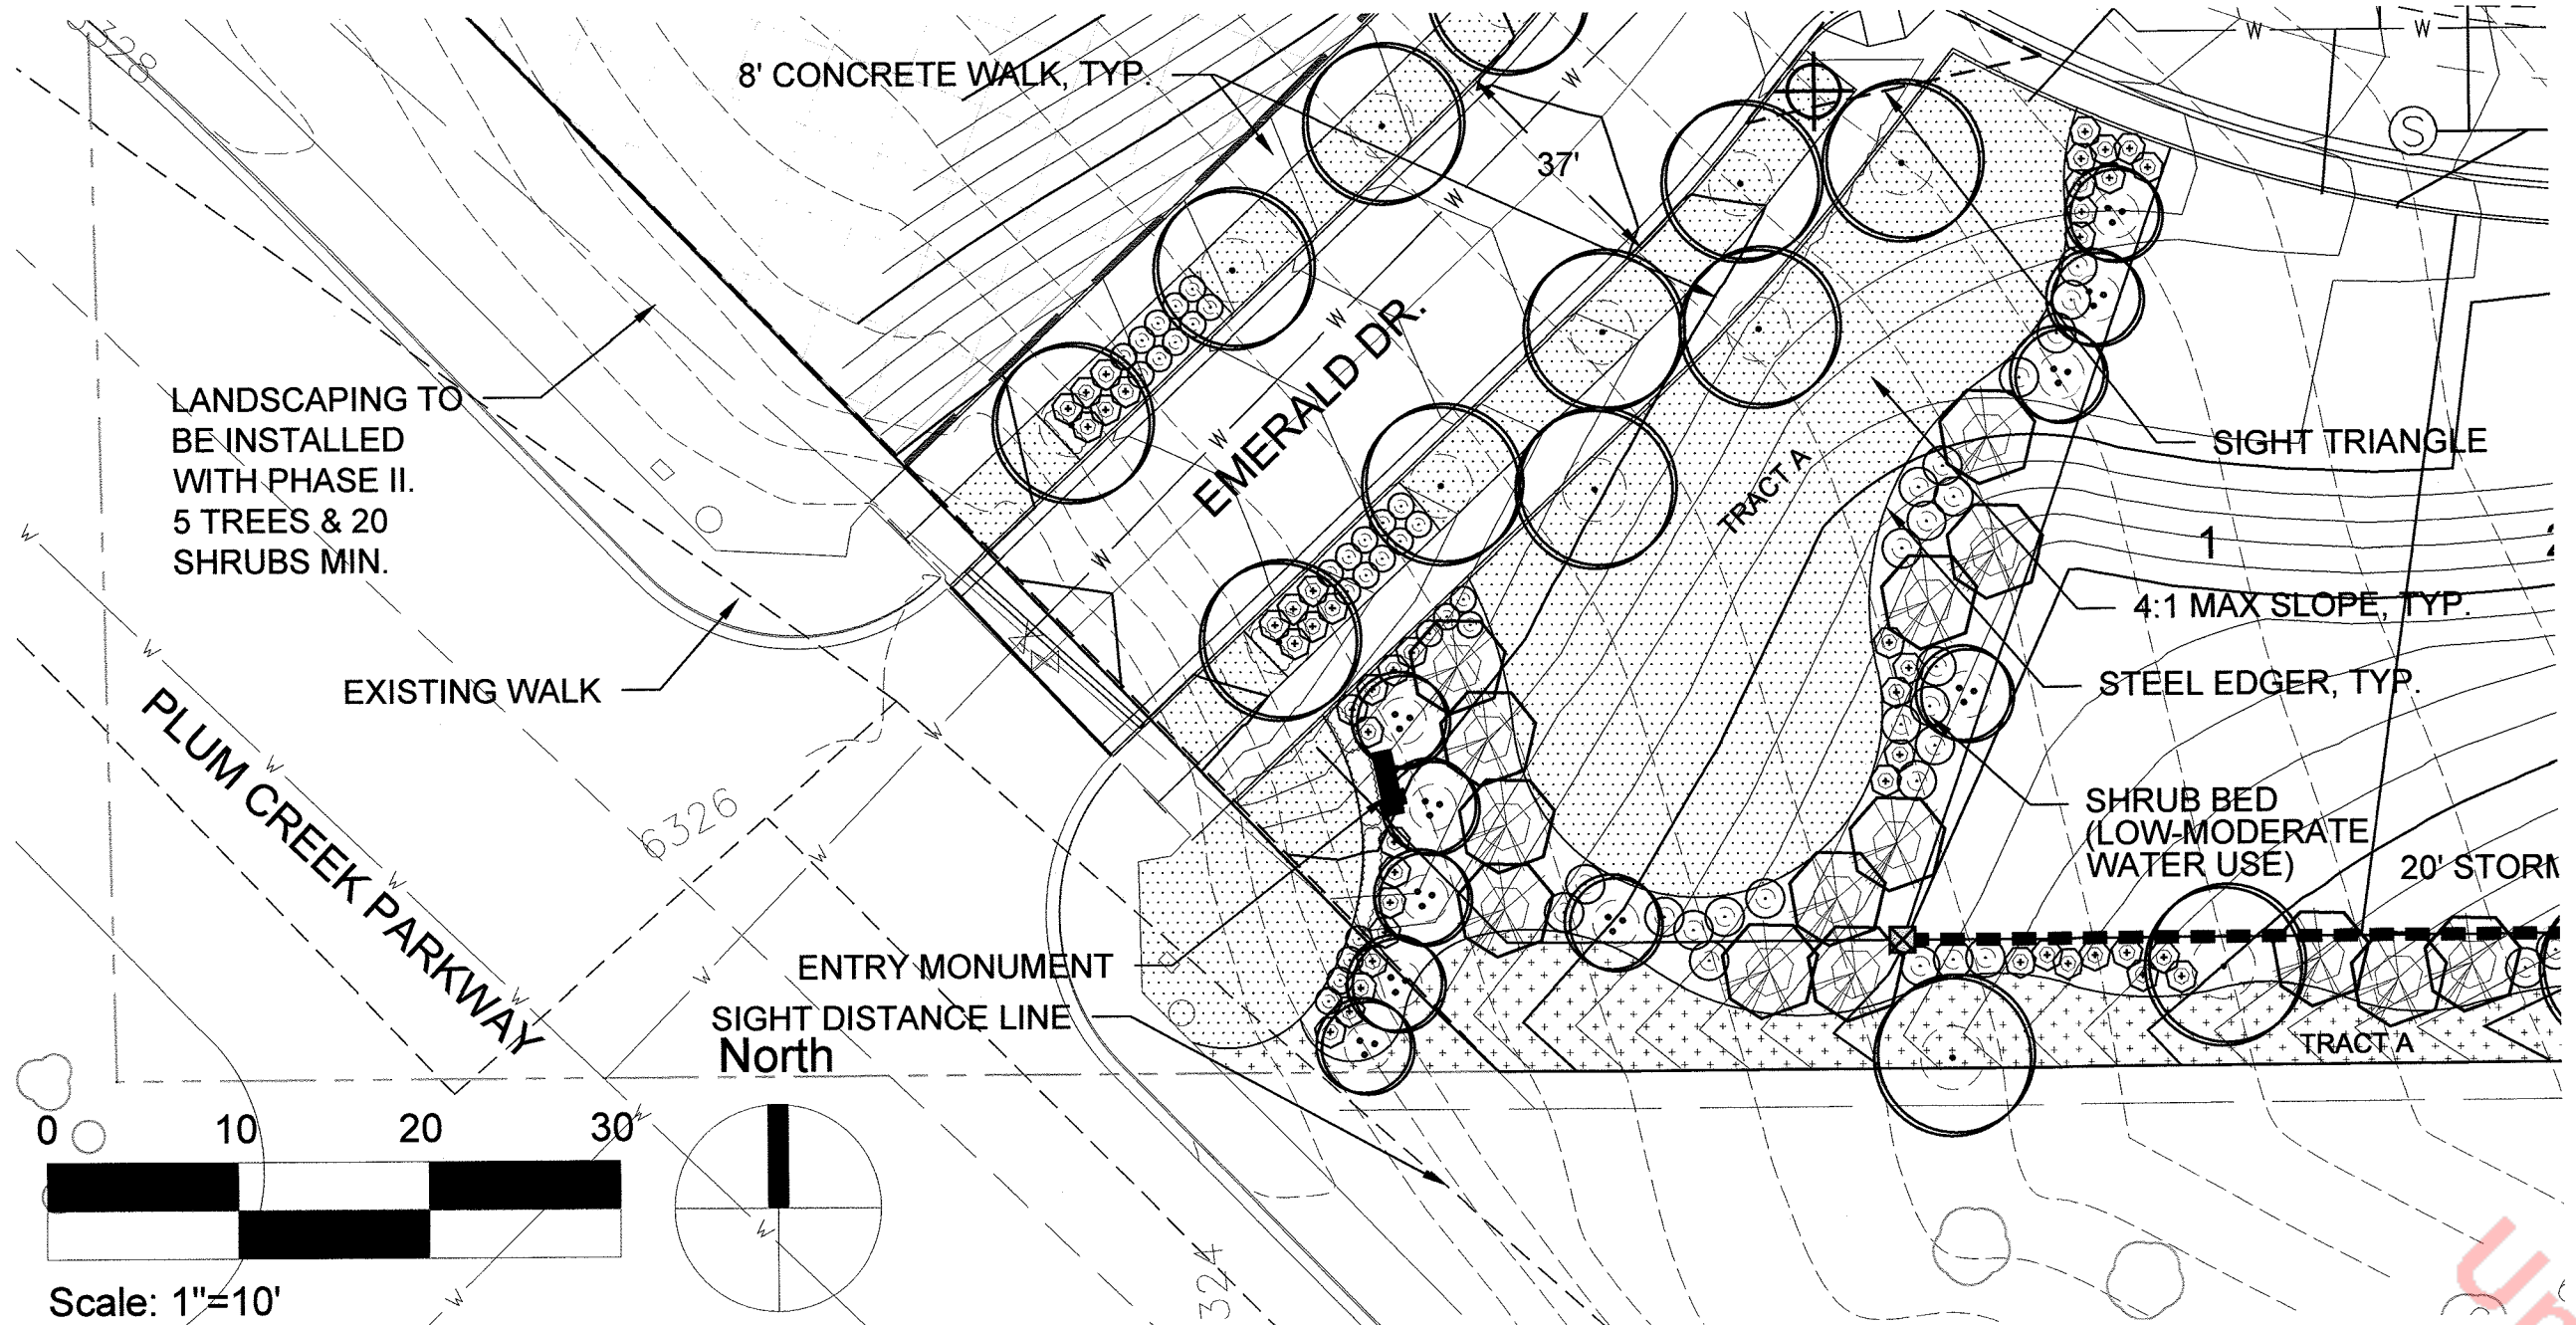 6328
8' CONCRETE WALK, TYP.
W
W
W
S
37'
W
W
W
LANDSCAPING TO
BE INSTALLED
WITH PHASE II.
5 TREES & 20
SHRUBS MIN.
EMERALD DR.
W
W
TRACT A
SIGHT TRIANGLE
1
4:1 MAX SLOPE, TYP.
W
W
EXISTING WALK
STEEL EDGER, TYP.
PLUM CREEK PARKWAY
W
W
6326
W
W
SHRUB BED
(LOW-MODERATE
WATER USE)
20' STORM
ENTRY MONUMENT
W
W
SIGHT DISTANCE LINE
North
TRACT A
0 10 20 30
W
W
W
324
Scale: 1"=10'
Un